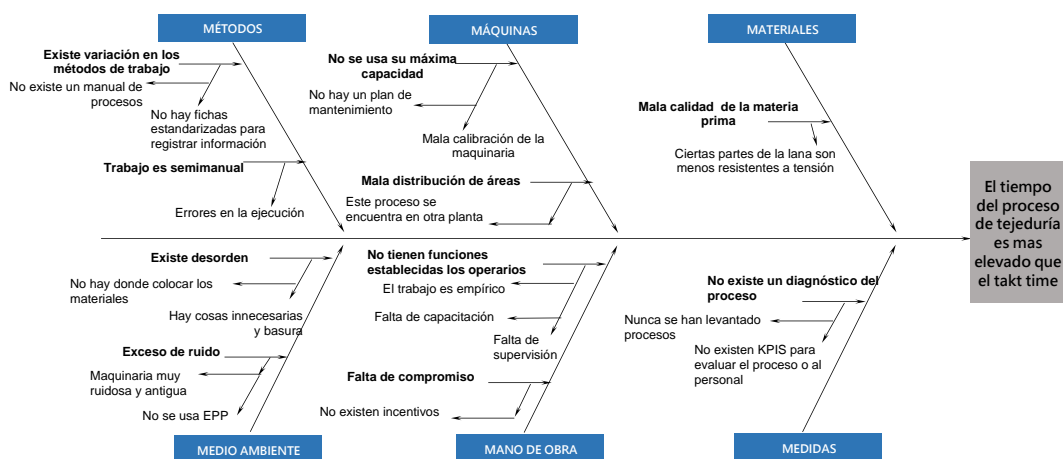 MÉTODOS
MÁQUINAS
MATERIALES
Existe variación en los
métodos de trabajo
No existe un manual de
procesos
No hay fichas
estandarizadas para
registrar información
Trabajo es semimanual
Errores en la ejecución
No se usa su máxima
capacidad
No hay un plan de
mantenimiento
Mala calibración de la
maquinaria
Mala distribución de áreas
Este proceso se
encuentra en otra planta
Mala calidad de la materia
prima
Ciertas partes de la lana son
menos resistentes a tensión
El tiempo
del proceso
de tejeduría
es mas
elevado que
el takt time
Existe desorden
No hay donde colocar los
materiales
Hay cosas innecesarias
y basura
Exceso de ruido
Maquinaria muy
ruidosa y antigua
No se usa EPP
No tienen funciones
establecidas los operarios
El trabajo es empírico
Falta de capacitación
Falta de
supervisión
Falta de compromiso
No existen incentivos
No existe un diagnóstico del
proceso
Nunca se han levantado
procesos
No existen KPIS para
evaluar el proceso o al
personal
MEDIO AMBIENTE
MANO DE OBRA
MEDIDAS